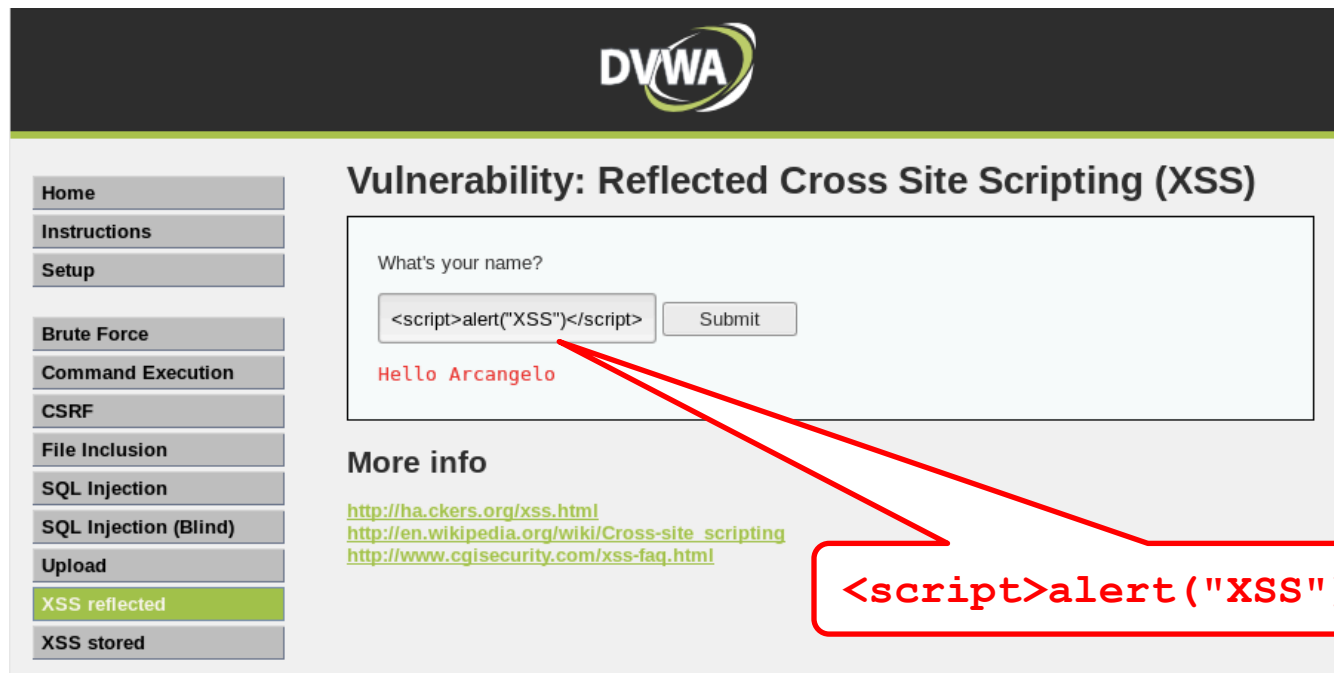 DVWA
Home
Instructions
Setup
Brute Force
Command Execution
CSRF
File Inclusion
SQL Injection
SQL Injection (Blind)
Upload
XSS reflected
XSS stored
Vulnerability: Reflected Cross Site Scripting (XSS)
What's your name?
<script>alert("XSS")</script> Submit
Hello Arcangelo
More info
http://ha.ckers.org/xss.html
http://en.wikipedia.org/wiki/Cross-site_scripting
http://www.cgisecurity.com/xss-faq.html
<script>alert("XSS"